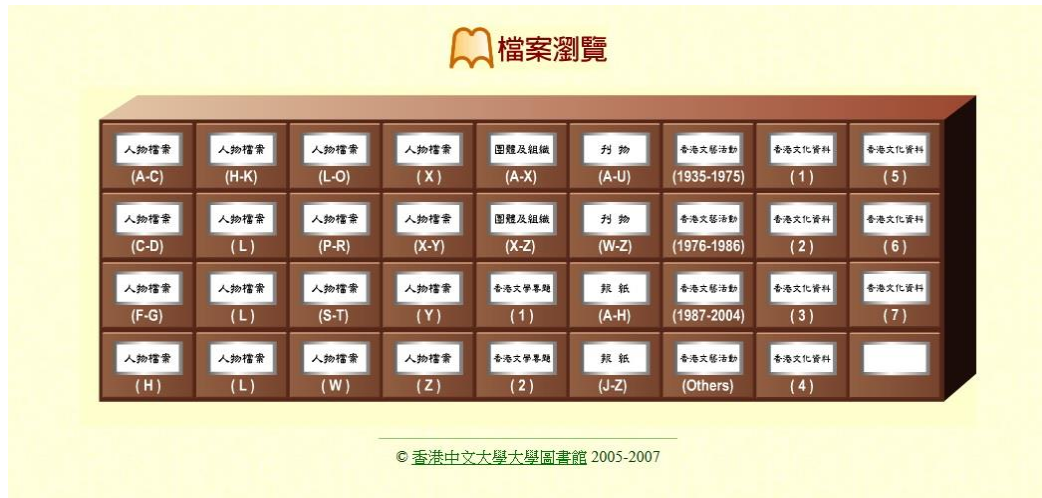 檔案瀏覽
人物檔案 人物檔案 人物檔案 人物檔案 團體及組織 刊 物 香港文藝活動 香港文化資料 香港文化資料
(A-C) (H-K) (L-O) ( X ) (A-X) (A-U) (1935-1975) ( 1 ) ( 5 )
人物檔案 人物檔案 人物檔案 人物檔案 團體及組織 刊 物 香港文藝活動 香港文化資料 香港文化資料
(C-D) ( L ) (P-R) (X-Y) (X-Z) (W-Z) (1976-1986) ( 2 ) ( 6 )
人物檔案 人物檔案 人物檔案 人物檔案 香港文學專題 報 紙 香港文藝活動 香港文化資料 香港文化資料
(F-G) ( L ) (S-T) ( Y ) ( 1 ) (A-H) (1987-2004) ( 3 ) ( 7 )
人物檔案 人物檔案 人物檔案 人物檔案 香港文學專題 報 紙 香港文藝活動 香港文化資料
( H ) ( L ) ( W ) ( Z ) ( 2 ) (J-Z) (Others) ( 4 )
© 香港中文大學大學圖書館 2005-2007